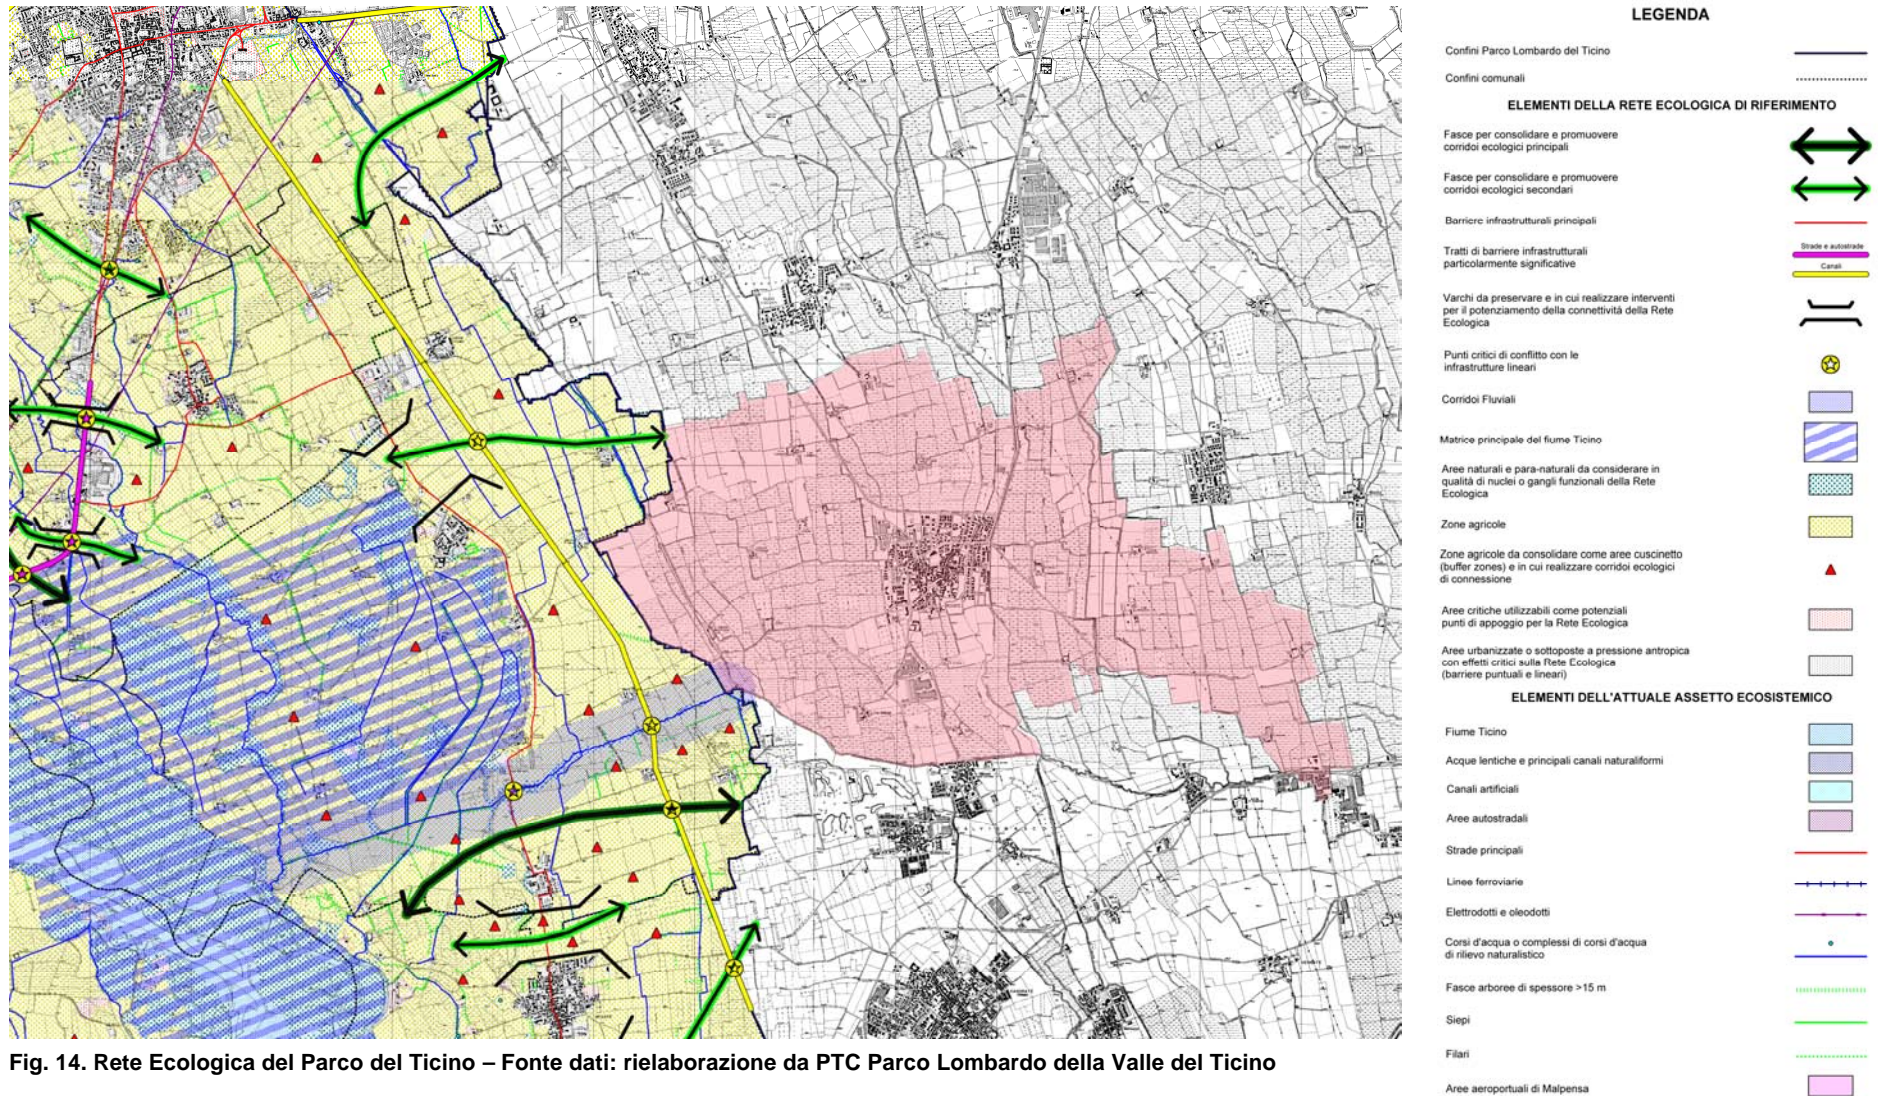 LEGENDA
Confini Parco Lombardo del Ticino
Confini comunali
ELEMENTI DELLA RETE ECOLOGICA DI RIFERIMENTO
Fasce per consolidare e promuovere
corridoi ecologici principali
Fasce per consolidare e promuovere
corridoi ecologici secondari
Barriere infrastrutturali principali
Tratti di barriere infrastrutturali
particolarmente significative
Strade e autostrade
Canali
Varchi da preservare e in cui realizzare interventi
per il potenziamento della connettività della Rete
Ecologica
Punti critici di conflitto con le
infrastrutture lineari
Corridoi Fluviali
Matrice principale del fiume Ticino
Aree naturali e para-naturali da considerare in
qualità di nuclei o gangli funzionali della Rete
Ecologica
Zone agricole
Zone agricole da consolidare come aree cuscinetto
(buffer zones) e in cui realizzare corridoi ecologici
di connessione
Aree critiche utilizzabili come potenziali
punti di appoggio per la Rete Ecologica
Aree urbanizzate o sottoposte a pressione antropica
con effetti critici sulla Rete Ecologica
(barriere puntuali e lineari)
ELEMENTI DELL'ATTUALE ASSETTO ECOSISTEMICO
Fiume Ticino
Acque lentiche e principali canali naturaliformi
Canali artificiali
Aree autostradali
Strade principali
Linee ferroviarie
Elettrodotti e oleodotti
Corsi d'acqua o complessi di corsi d'acqua
di rilievo naturalistico
Fasce arboree di spessore >15 m
Siepi
Filari
Aree aeroportuali di Malpensa
Fig. 14. Rete Ecologica del Parco del Ticino – Fonte dati: rielaborazione da PTC Parco Lombardo della Valle del Ticino